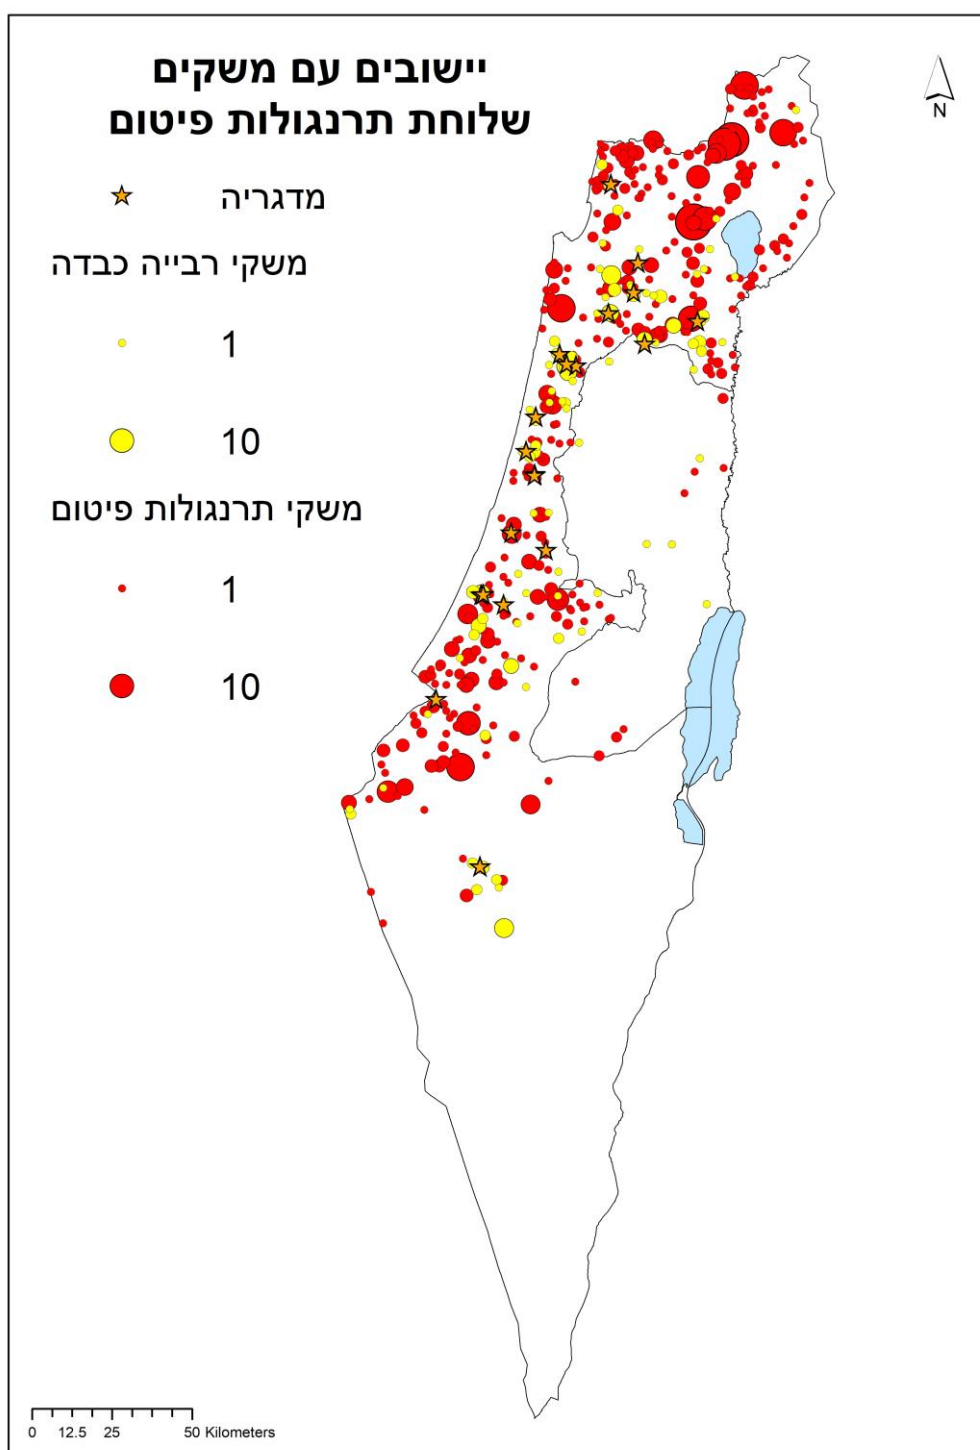 יישובים עם משקים
שלוחת תרנגולות פיטום
N
מדגריה
משקי רבייה כבדה
1
10
משקי תרנגולות פיטום
1
10
0 12.5 25 50 Kilometers